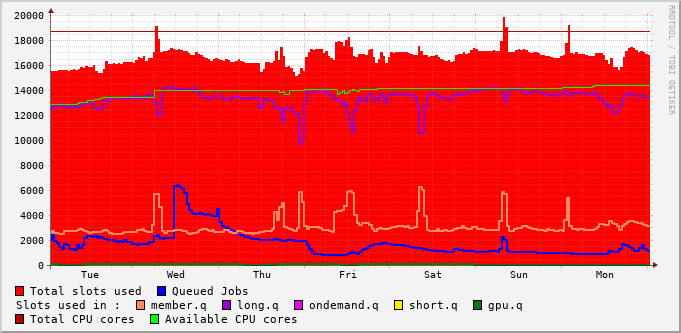 20000
18000
16000
14000
12000
10000
8000
6000
4000
2000
0
Tue Wed Thu Fri Sat Sun Mon
RRDTOOL / TOBI OETIKER
Total slots used Queued Jobs
Slots used in : member.q long.q ondemand.q short.q gpu.q
Total CPU cores Available CPU cores